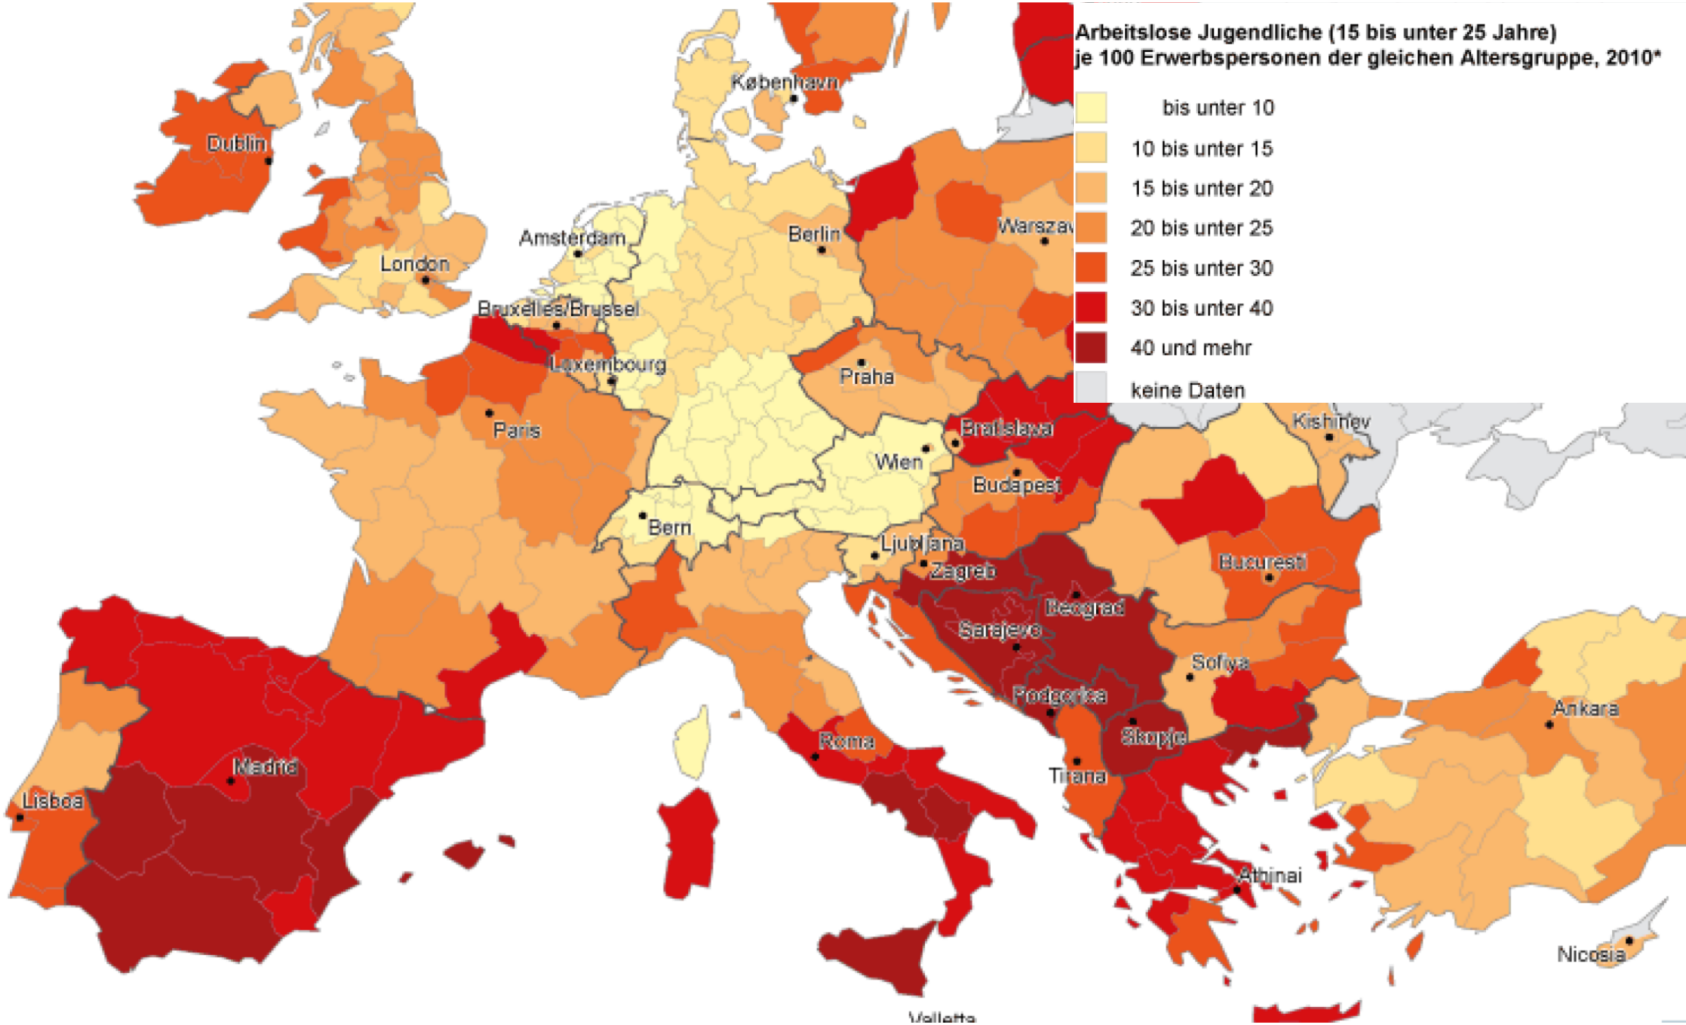 Arbeitslose Jugendliche (15 bis unter 25 Jahre)
je 100 Erwerbspersonen der gleichen Altersgruppe, 2010*
bis unter 10
10 bis unter 15
15 bis unter 20
20 bis unter 25
25 bis unter 30
30 bis unter 40
40 und mehr
keine Daten
København
Dublin
Amsterdam
Berlin
Warszav
London
Bruxelles/Brussel
Luxembourg
Praha
Paris
Kishinev
Bratislava
Wien
Budapest
Bern
Ljubljana
Zagreb
Bucuresti
Beograd
Sarajevo
Sofiya
Podgorica
Ankara
Skopje
Roma
Madrid
Tirana
Lisboa
Athinai
Nicosia
Valletta